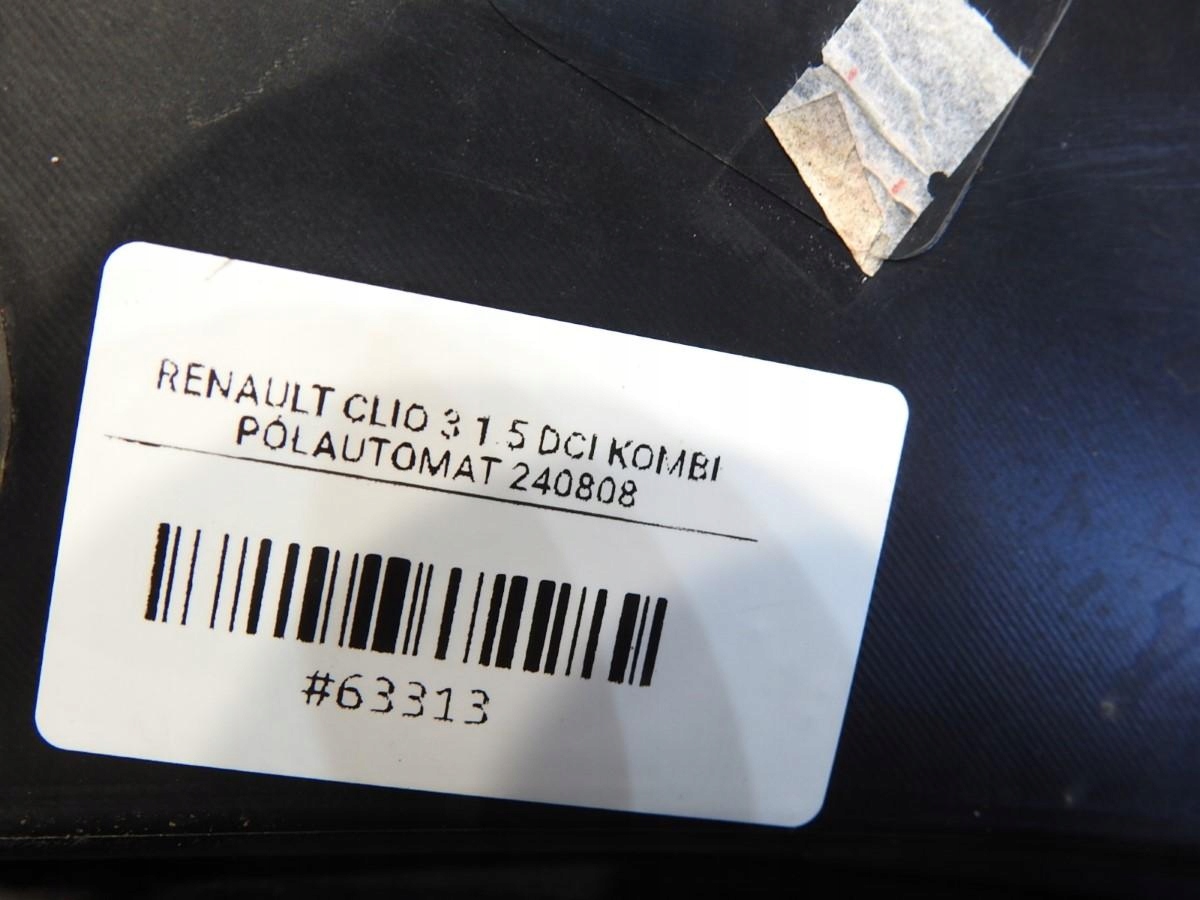 RENAULT CLIO 3 1.5 DCI KOMBI
PÓŁAUTOMAT 240808
#63313